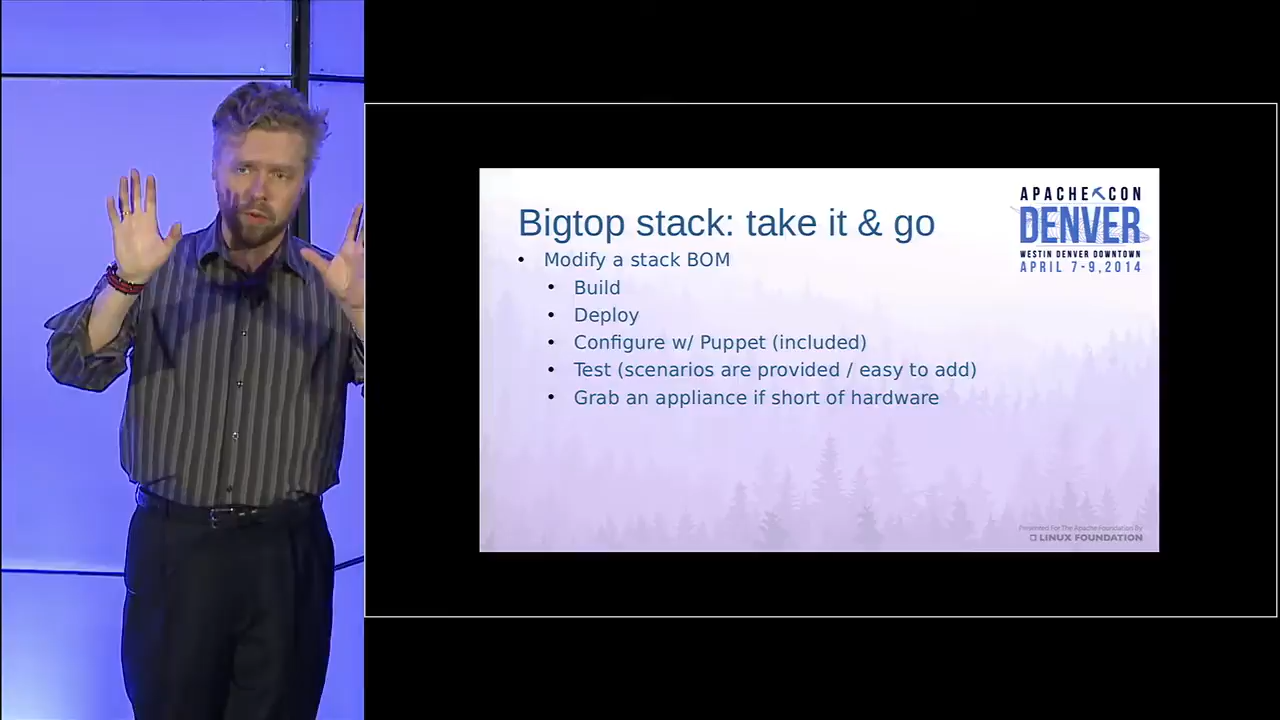 Bigtop stack: take it & go
APACHE CON
DENVER
WESTIN DENVER DOWNTOWN
APRIL 7-9, 2014
• Modify a stack BOM
• Build
• Deploy
• Configure w/ Puppet (included)
• Test (scenarios are provided / easy to add)
• Grab an appliance if short of hardware
Presented For The Apache Foundation By
LINUX FOUNDATION